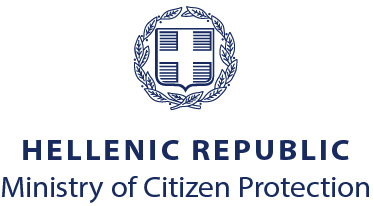 HELLENIC REPUBLIC
Ministry of Citizen Protection